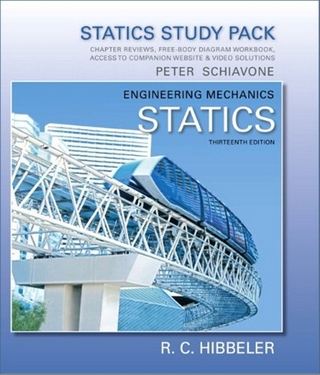 STATICS STUDY PACK
CHAPTER REVIEWS, FREE-BODY DIAGRAM WORKBOOK,
ACCESS TO COMPANION WEBSITE & VIDEO SOLUTIONS
PETER SCHIAVONE
ENGINEERING MECHANICS
STATICS
THIRTEENTH EDITION
R. C. HIBBELER